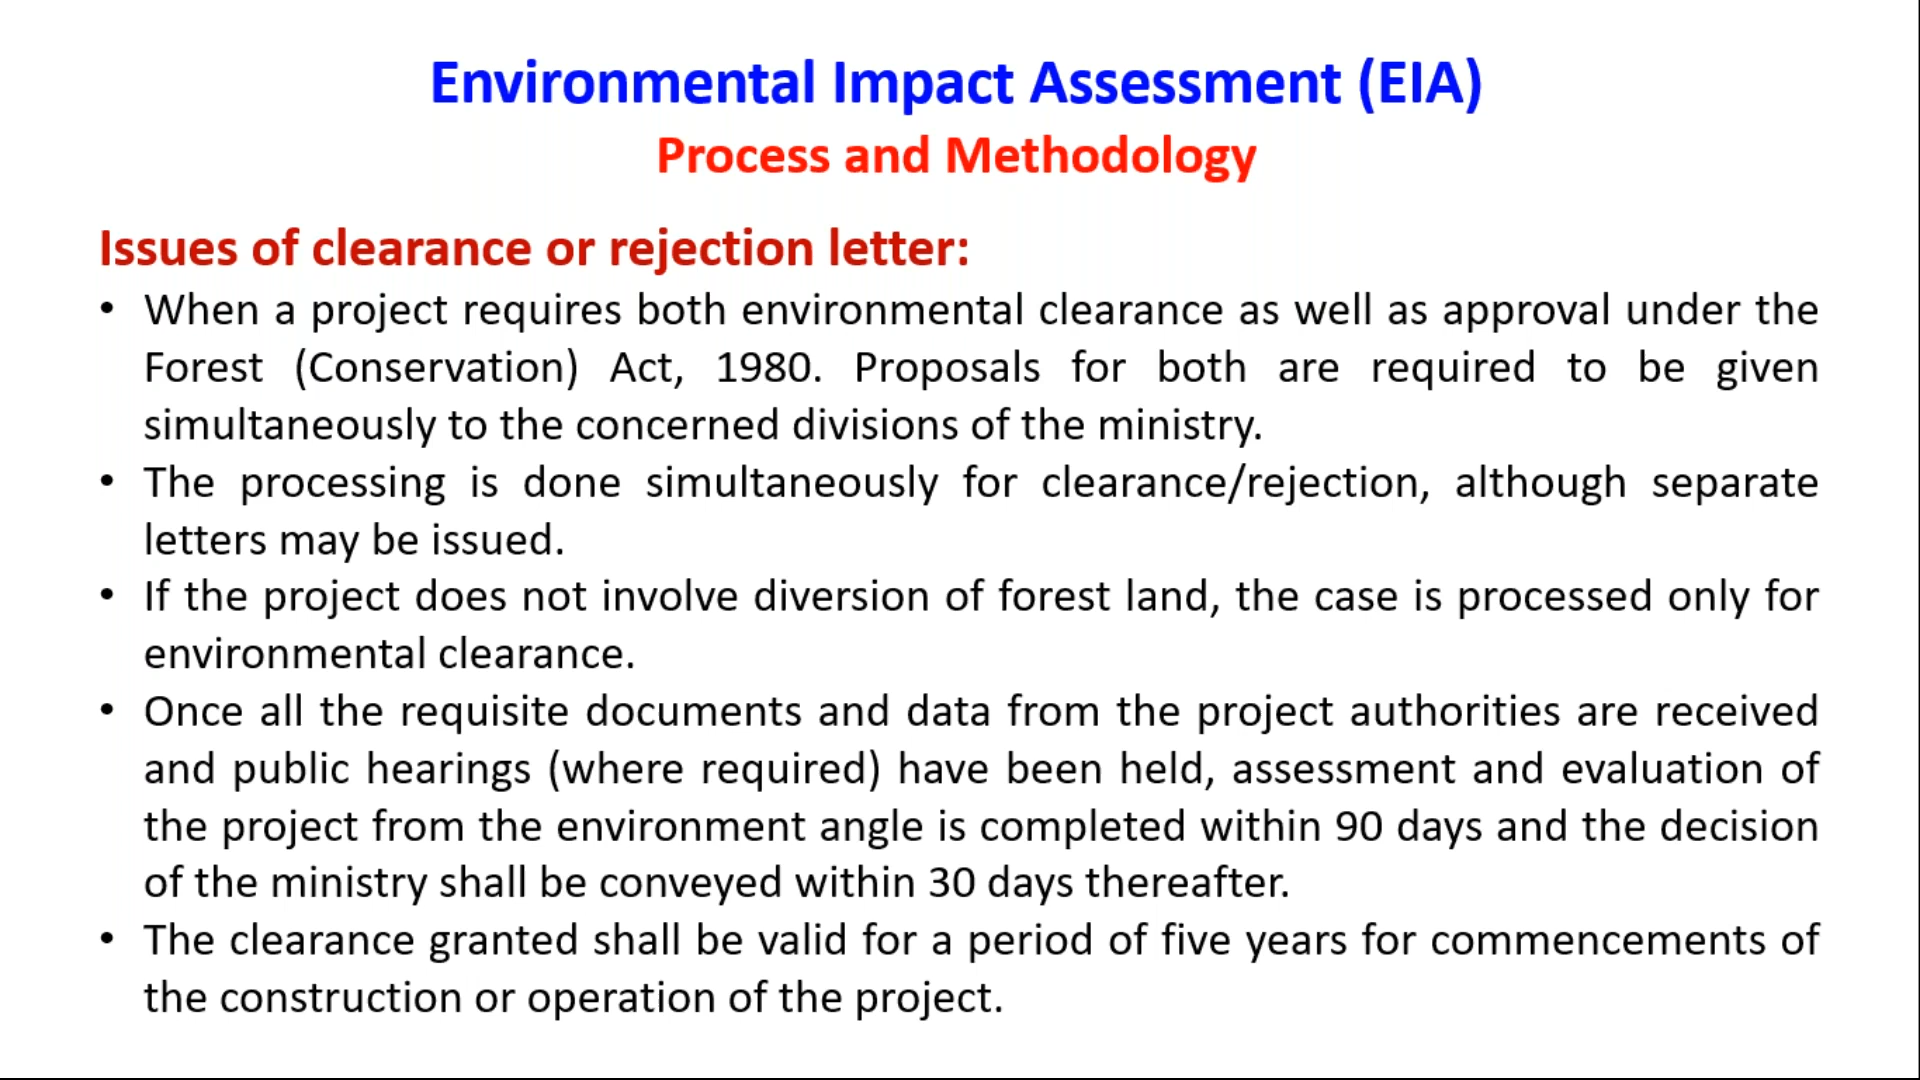 Environmental Impact Assessment (EIA)
Process and Methodology
Issues of clearance or rejection letter:
• When a project requires both environmental clearance as well as approval under the
Forest (Conservation) Act, 1980. Proposals for both are required to be given
simultaneously to the concerned divisions of the ministry.
• The processing is done simultaneously for clearance/rejection, although separate
letters may be issued.
• If the project does not involve diversion of forest land, the case is processed only for
environmental clearance.
• Once all the requisite documents and data from the project authorities are received
and public hearings (where required) have been held, assessment and evaluation of
the project from the environment angle is completed within 90 days and the decision
of the ministry shall be conveyed within 30 days thereafter.
• The clearance granted shall be valid for a period of five years for commencements of
the construction or operation of the project.